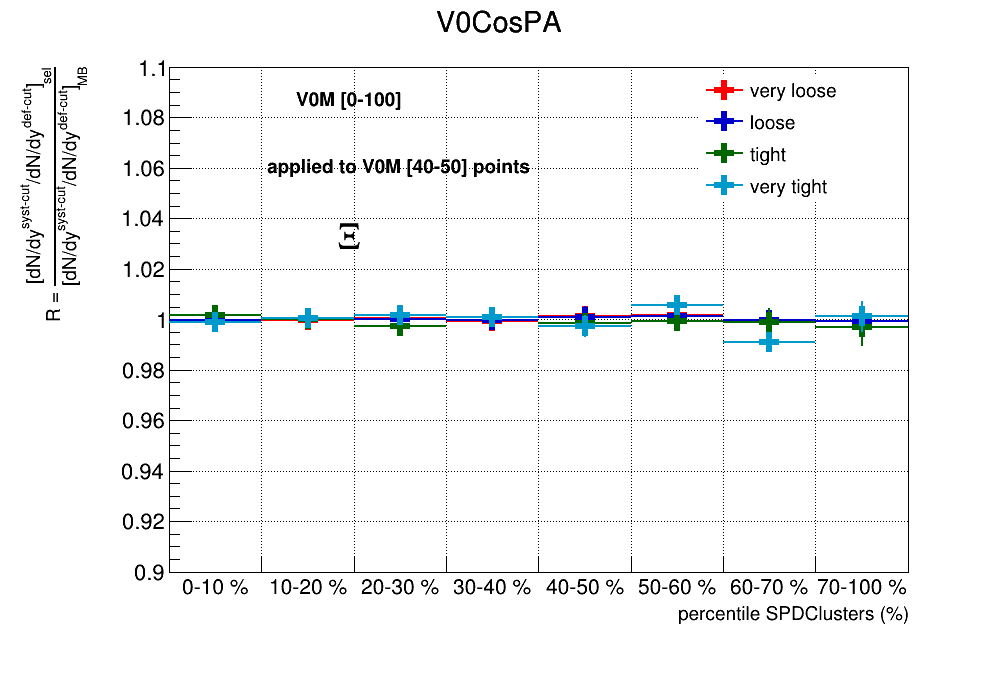 V0CosPA
R = [dN/dy^syst-cut/dN/dy^def-cut]_sel
[dN/dy^syst-cut/dN/dy^def-cut]_MB
1.1
1.08
1.06
1.04
1.02
1
0.98
0.96
0.94
0.92
0.9
V0M [0-100]
applied to V0M [40-50] points
Ξ
very loose
loose
tight
very tight
0-10 % 10-20 % 20-30 % 30-40 % 40-50 % 50-60 % 60-70 % 70-100 %
percentile SPDClusters (%)